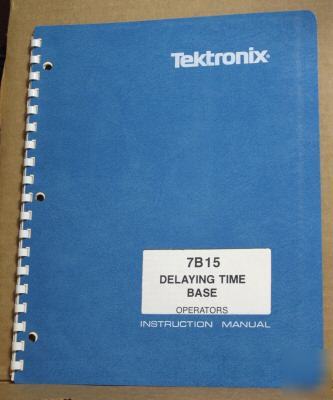 Tektronix
7B15
DELAYING TIME
BASE
OPERATORS
INSTRUCTION MANUAL